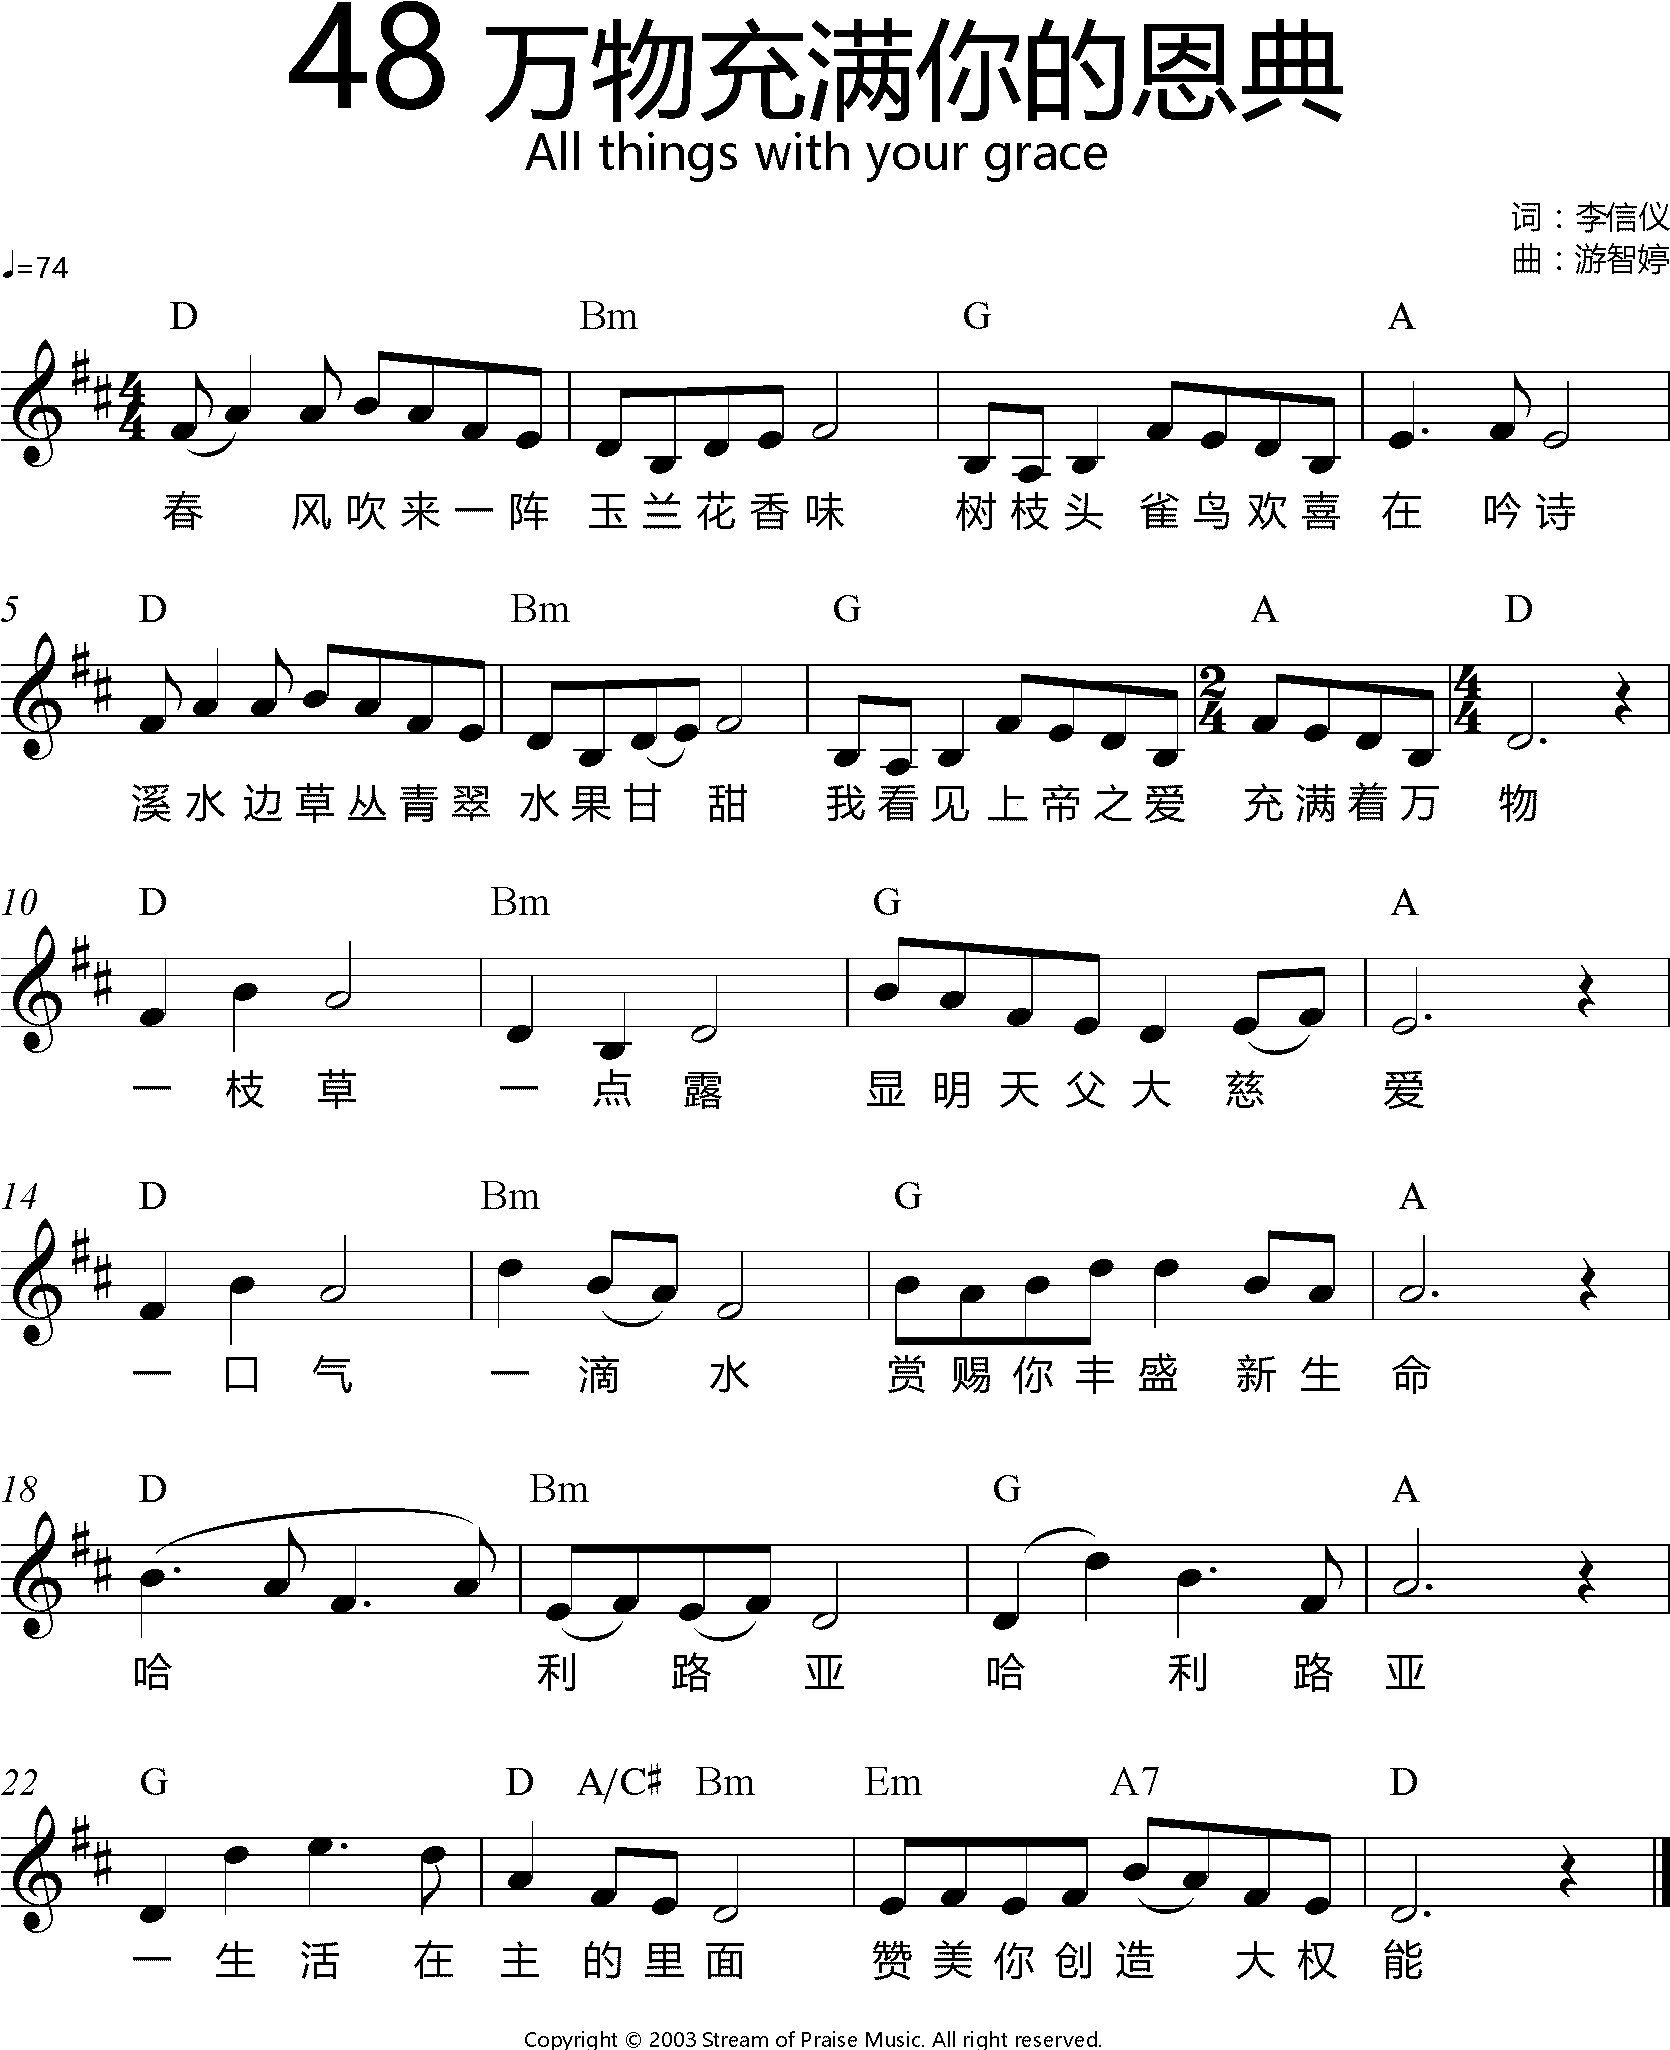 48 万物充满你的恩典
All things with your grace
词：李信仪
♩=74
曲：游智婷
D Bm G A
4 4
春 风吹来一阵 玉兰花香味 树枝头 雀鸟欢喜 在 吟诗
5 D Bm G A D
2 4 4 4
溪水边草丛青翠 水果甘 甜 我看见上帝之爱 充满着万 物
10 D Bm G A
一 枝 草 一 点 露 显明天父大 慈 爱
14 D Bm G A
一 口 气 一 滴 水 赏赐你丰盛 新生 命
18 D Bm G A
哈 利 路 亚 哈 利 路 亚
22 G D A/C♯ Bm Em A7 D
一 生 活 在 主 的里面 赞美你创造 大权 能
Copyright © 2003 Stream of Praise Music. All right reserved.